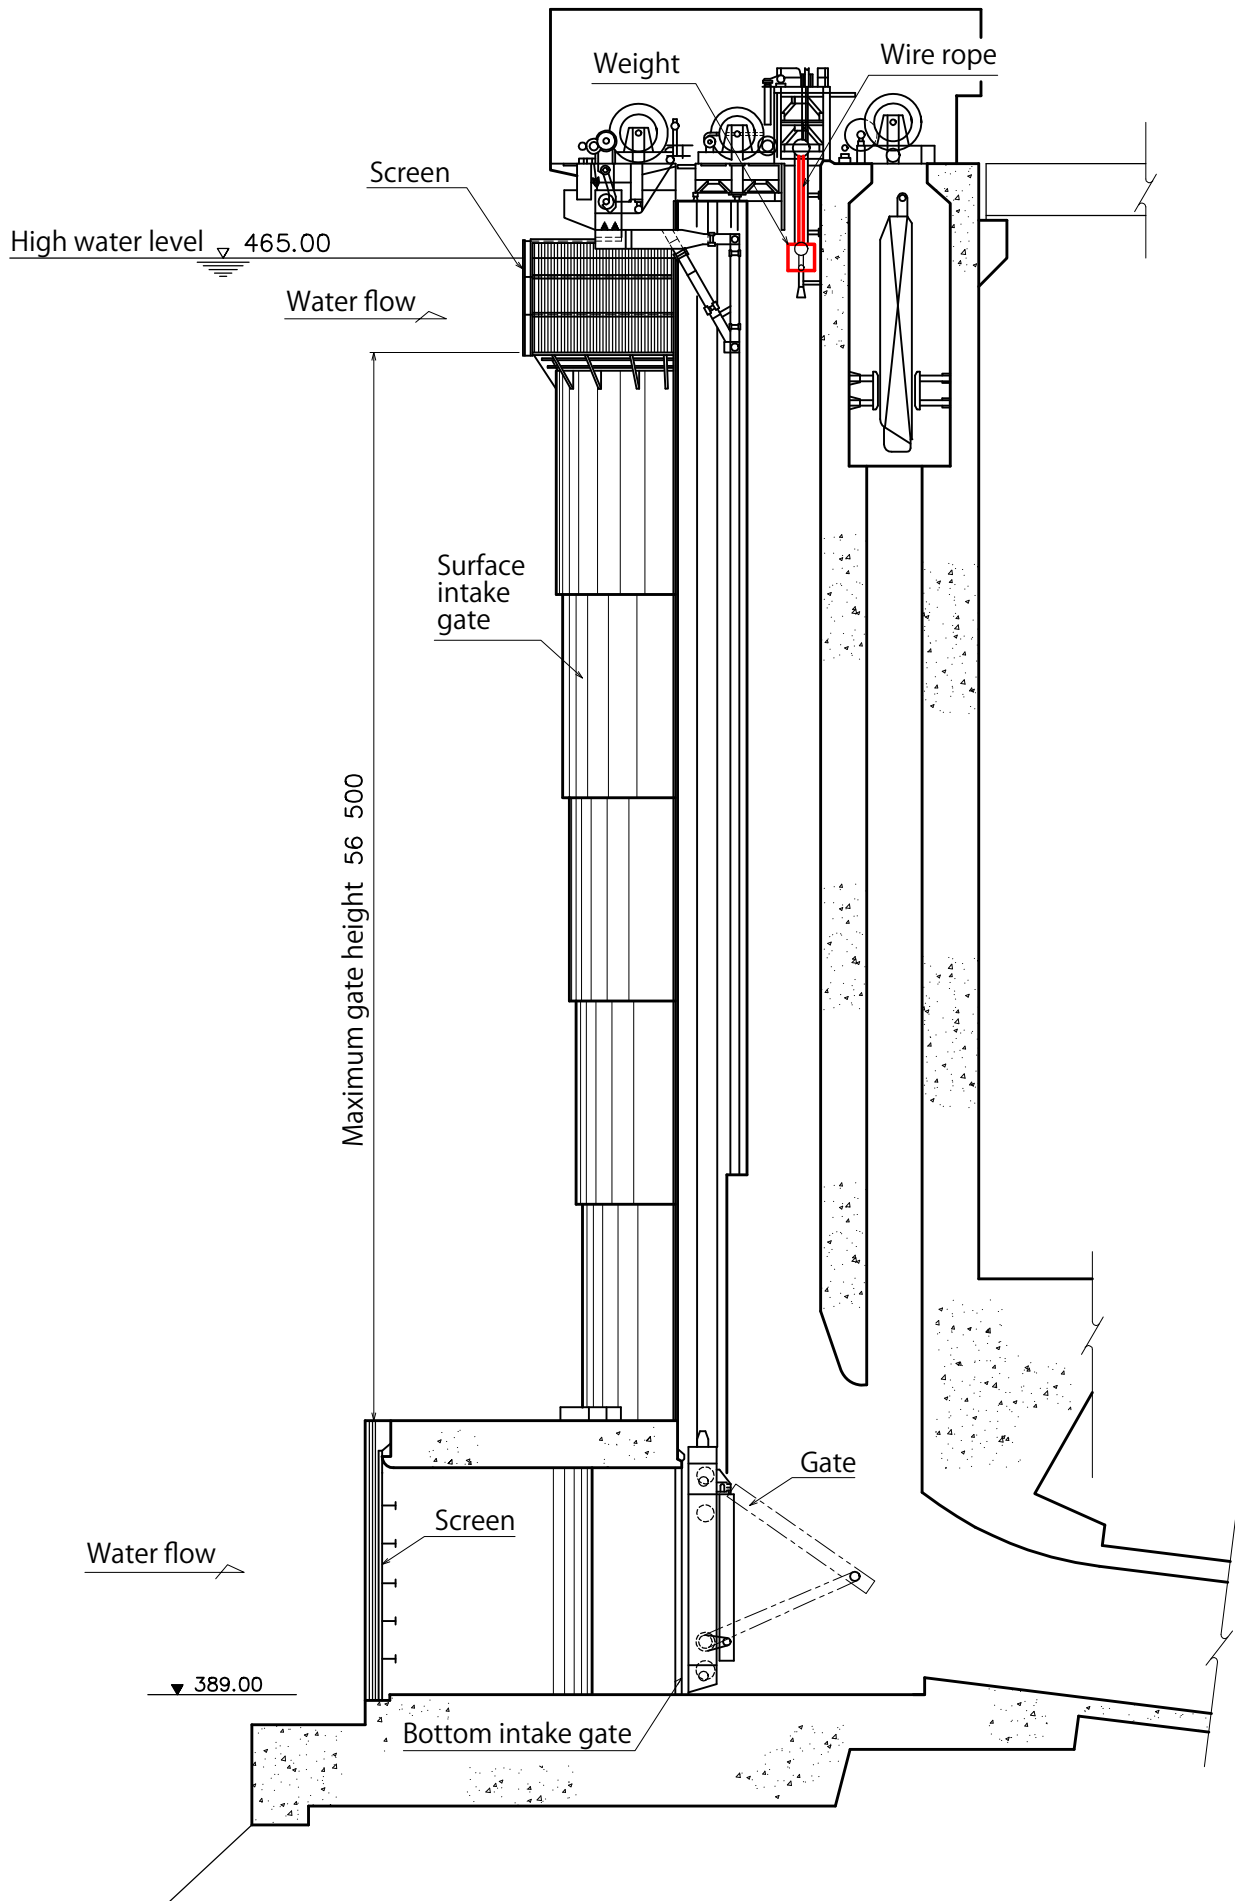 Wire rope
Weight
Screen
High water level 465.00
Water flow
Surface
intake
gate
Maximum gate height 56 500
Gate
Screen
Water flow
389.00
Bottom intake gate